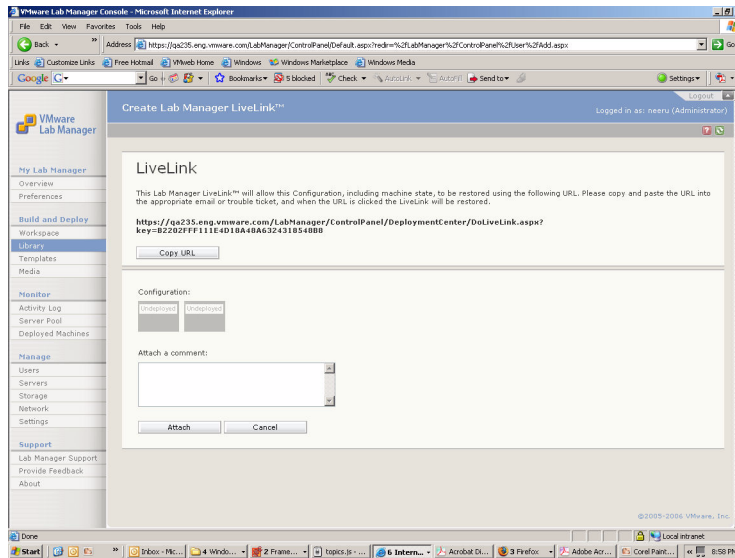 VMware Lab Manager Console - Microsoft Internet Explorer
File Edit View Favorites Tools Help
Back » Address https://qa235.eng.vmware.com/LabManager/ControlPanel/Default.aspx?redir=%2fLabManager%2fControlPanel%2fUser%2fAdd.aspx Go
Links Customize Links Free Hotmail VMweb Home Windows Windows Marketplace Windows Media
Google G Go Bookmarks 5 blocked Check AutoLink AutoFill Send to Settings
Logout
VMware
Lab Manager
Create Lab Manager LiveLink™
Logged in as: neeru (Administrator)
My Lab Manager
Overview
Preferences
Build and Deploy
Workspace
Library
Templates
Media
Monitor
Activity Log
Server Pool
Deployed Machines
Manage
Users
Servers
Storage
Network
Settings
Support
Lab Manager Support
Provide Feedback
About
LiveLink
This Lab Manager LiveLink™ will allow this Configuration, including machine state, to be restored using the following URL. Please copy and paste the URL into
the appropriate email or trouble ticket, and when the URL is clicked the LiveLink will be restored.
https://qa235.eng.vmware.com/LabManager/ControlPanel/DeploymentCenter/DoLiveLink.aspx?
key=B2202FFF111E4D18A48A6324318548B8
Copy URL
Configuration:
Undeployed Undeployed
Attach a comment:
Attach Cancel
©2005-2006 VMware, Inc.
Done Local intranet
Start » Inbox - Mic... 4 Windo... 2 Frame... topics.js - ... 6 Intern... Acrobat Di... 3 Firefox Adobe Acr... Corel Paint... « 8:58 PM